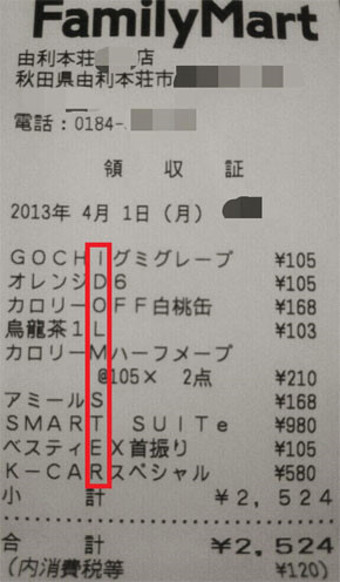 FamilyMart
由利本荘 店
秋田県由利本荘市
電話：0184-
領 収 証
2013年 4月 1日（月）
ＧＯＣＨＩグミグレープ ¥105
オレンジＤ６ ¥105
カロリーＯＦＦ白桃缶 ¥168
烏龍茶１Ｌ ¥103
カロリーＭハーフメープ
@105× 2点 ¥210
アミールＳ ¥168
ＳＭＡＲＴ ＳＵＩＴｅ ¥980
ベスティＥＸ首振り ¥105
Ｋ－ＣＡＲスペシャル ¥580
小 計 ¥２，５２４
合 計 ¥２，５２４
（内消費税等 ¥120）